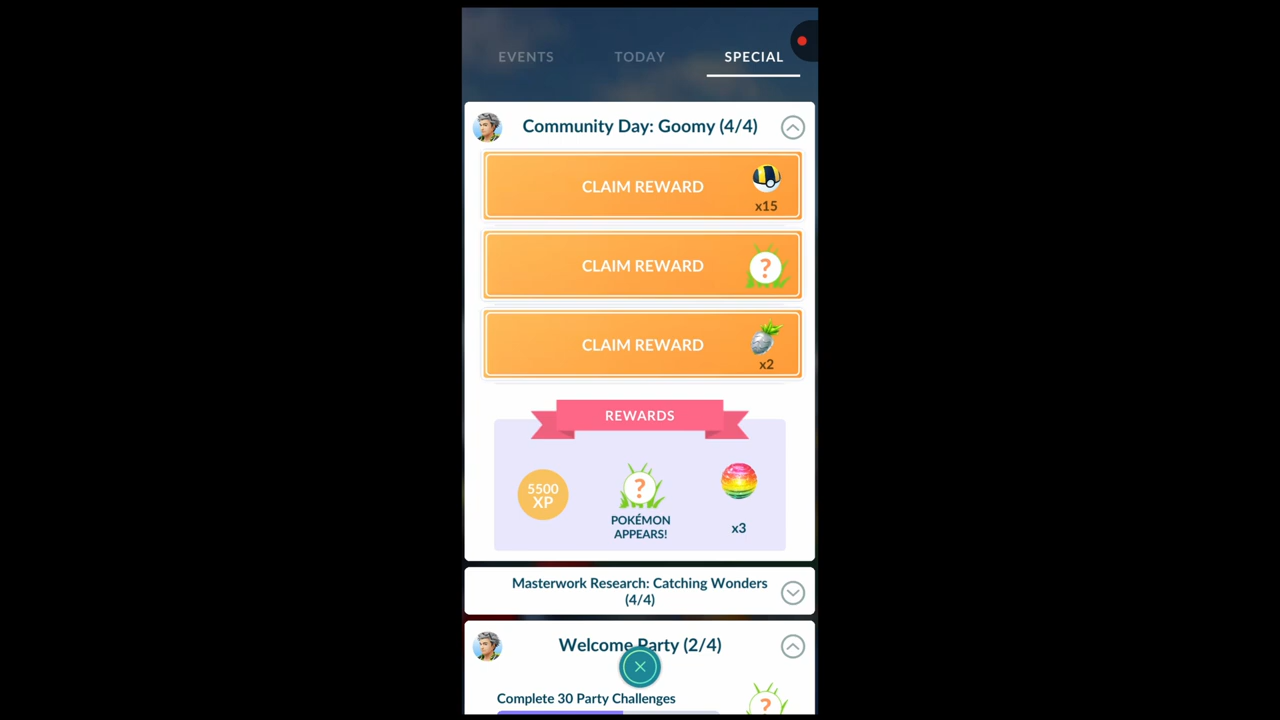 EVENTS TODAY SPECIAL
Community Day: Goomy (4/4)
CLAIM REWARD
x15
CLAIM REWARD
?
CLAIM REWARD
x2
REWARDS
5500
XP
?
POKÉMON
APPEARS!
x3
Masterwork Research: Catching Wonders
(4/4)
Welcome Party (2/4)
Complete 30 Party Challenges
?